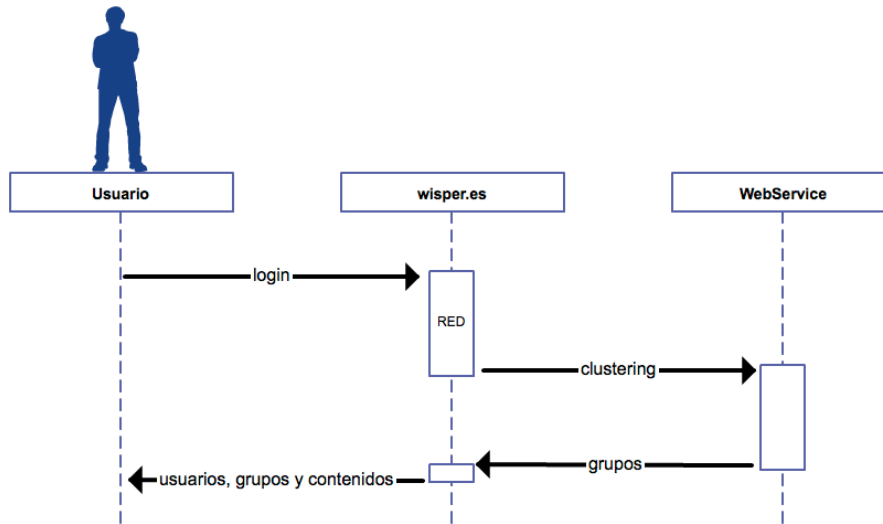 Usuario
wisper.es
WebService
login
RED
clustering
grupos
usuarios, grupos y contenidos